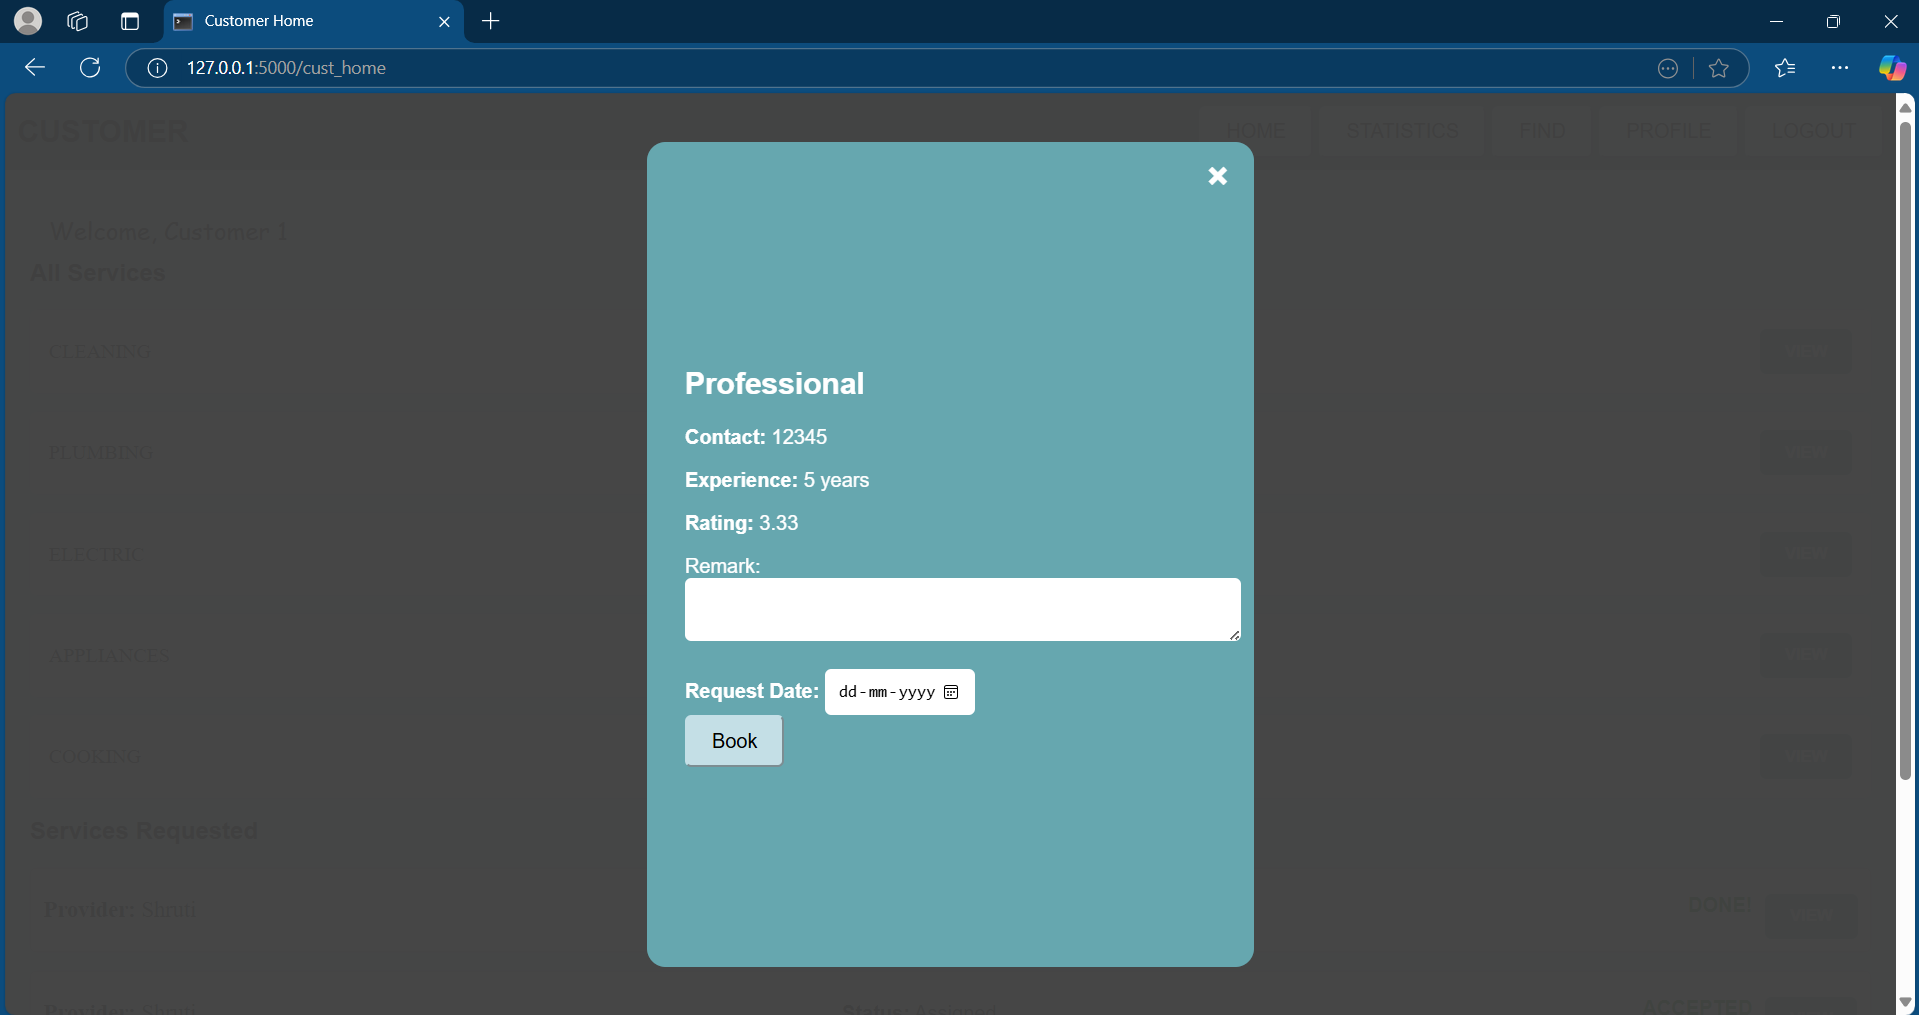 Customer Home
127.0.0.1:5000/cust_home
CUSTOMER
HOME STATISTICS FIND PROFILE LOGOUT
Welcome, Customer 1
All Services
CLEANING
PLUMBING
ELECTRIC
APPLIANCES
COOKING
Services Requested
Provider: Shruti
DONE!
Provider: Shruti
Status: Assigned
ACCEPTED
Professional
Contact: 12345
Experience: 5 years
Rating: 3.33
Remark:
Request Date: dd-mm-yyyy
Book